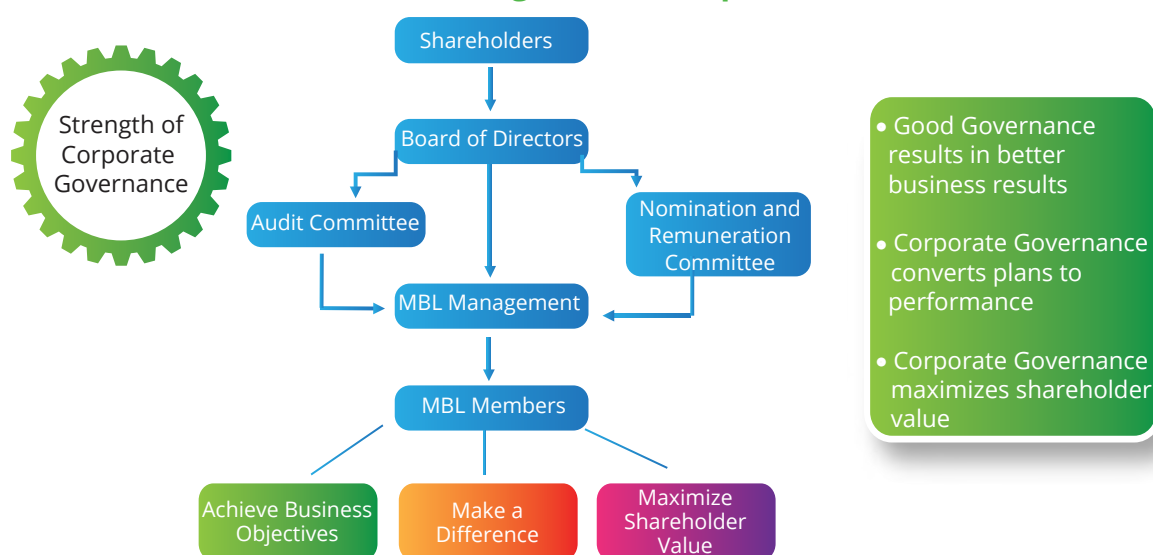 Shareholders
Strength of
Corporate
Governance
Board of Directors
Audit Committee
Nomination and
Remuneration
Committee
MBL Management
MBL Members
Achieve Business
Objectives
Make a
Difference
Maximize
Shareholder
Value
• Good Governance
results in better
business results
• Corporate Governance
converts plans to
performance
• Corporate Governance
maximizes shareholder
value